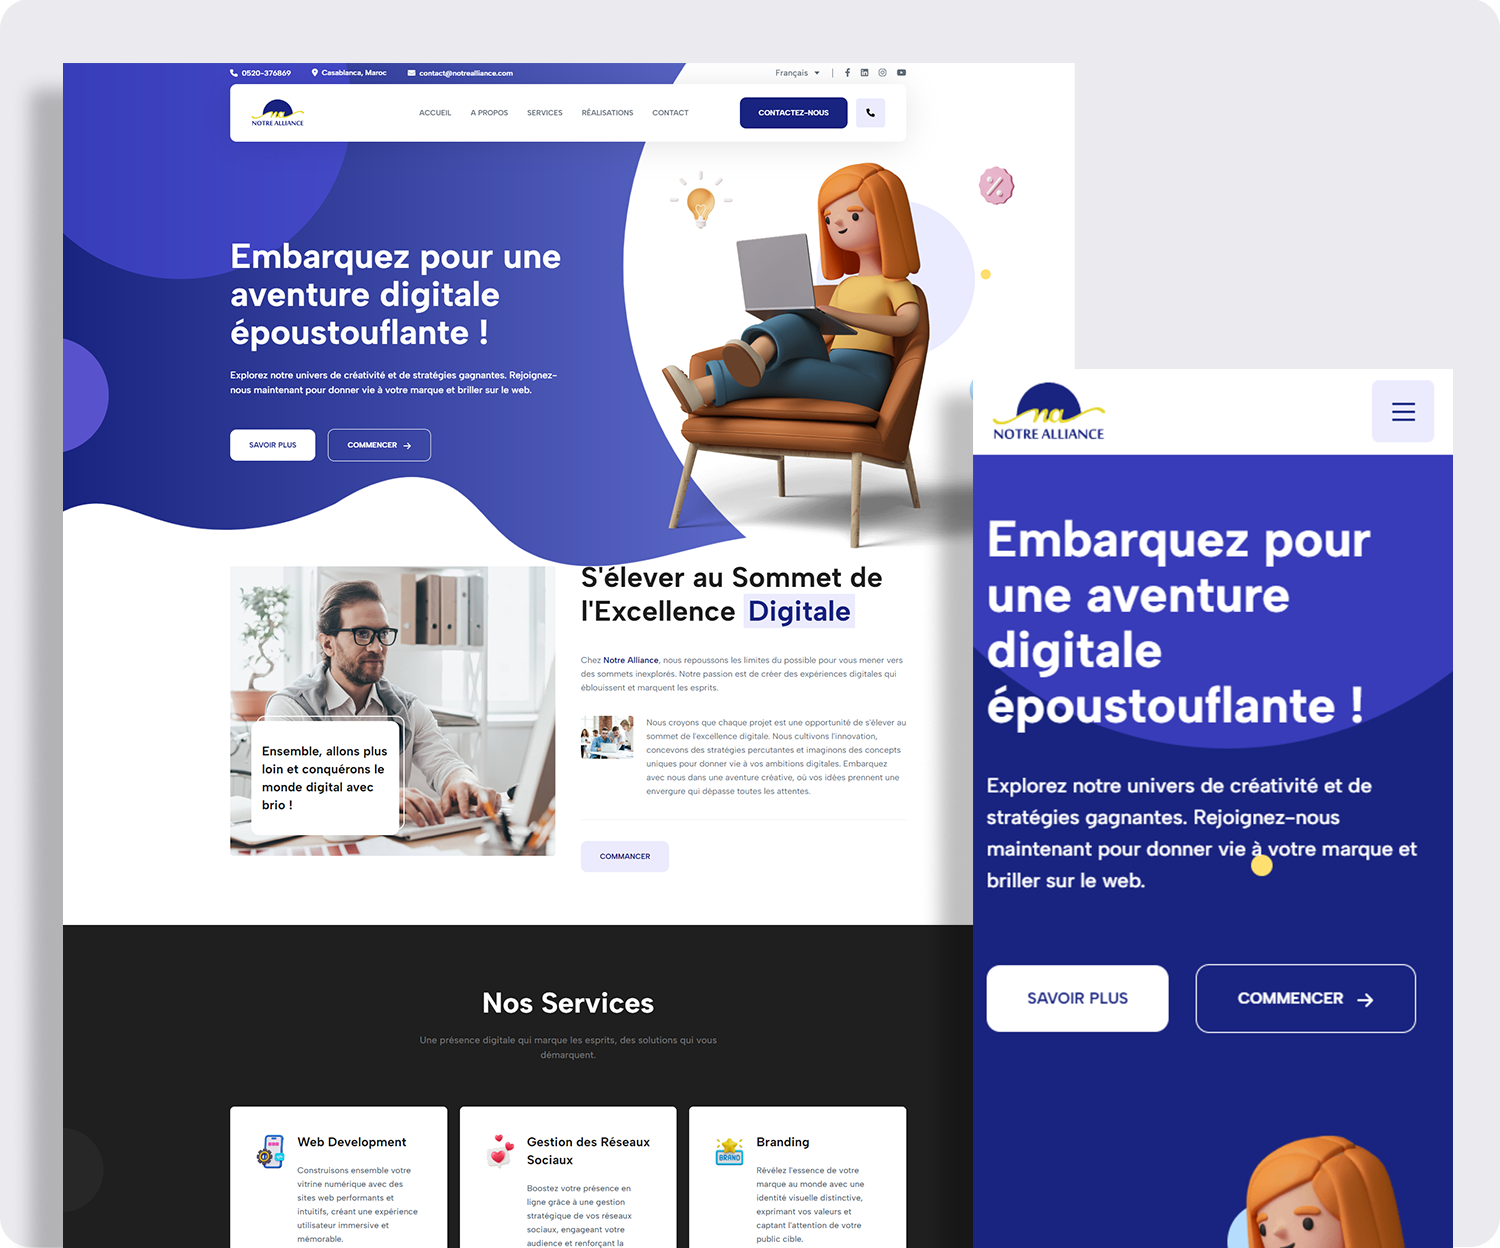 0520-376869 Casablanca, Maroc contact@notrealliance.com Français
na
NOTRE ALLIANCE
ACCUEIL A PROPOS SERVICES RÉALISATIONS CONTACT CONTACTEZ-NOUS
Embarquez pour une
aventure digitale
époustouflante !
Explorez notre univers de créativité et de stratégies gagnantes. Rejoignez-
nous maintenant pour donner vie à votre marque et briller sur le web.
SAVOIR PLUS COMMENCER
S'élever au Sommet de
l'Excellence Digitale
Chez Notre Alliance, nous repoussons les limites du possible pour vous mener vers
des sommets inexplorés. Notre passion est de créer des expériences digitales qui
éblouissent et marquent les esprits.
Nous croyons que chaque projet est une opportunité de s'élever au
sommet de l'excellence digitale. Nous cultivons l'innovation,
concevons des stratégies percutantes et imaginons des concepts
uniques pour donner vie à vos ambitions digitales. Embarquez
avec nous dans une aventure créative, où vos idées prennent une
envergure qui dépasse toutes les attentes.
COMMANCER
Ensemble, allons plus
loin et conquérons le
monde digital avec
brio !
Nos Services
Une présence digitale qui marque les esprits, des solutions qui vous
démarquent.
Web Development
Construisons ensemble votre
vitrine numérique avec des
sites web performants et
intuitifs, créant une expérience
utilisateur immersive et
mémorable.
Gestion des Réseaux
Sociaux
Boostez votre présence en
ligne grâce à une gestion
stratégique de vos réseaux
sociaux, engageant votre
audience et renforçant la
BRAND
Branding
Révélez l'essence de votre
marque au monde avec une
identité visuelle distinctive,
exprimant vos valeurs et
captant l'attention de votre
public cible.
na
NOTRE ALLIANCE
Embarquez pour
une aventure
digitale
époustouflante !
Explorez notre univers de créativité et de
stratégies gagnantes. Rejoignez-nous
maintenant pour donner vie à votre marque et
briller sur le web.
SAVOIR PLUS COMMENCER